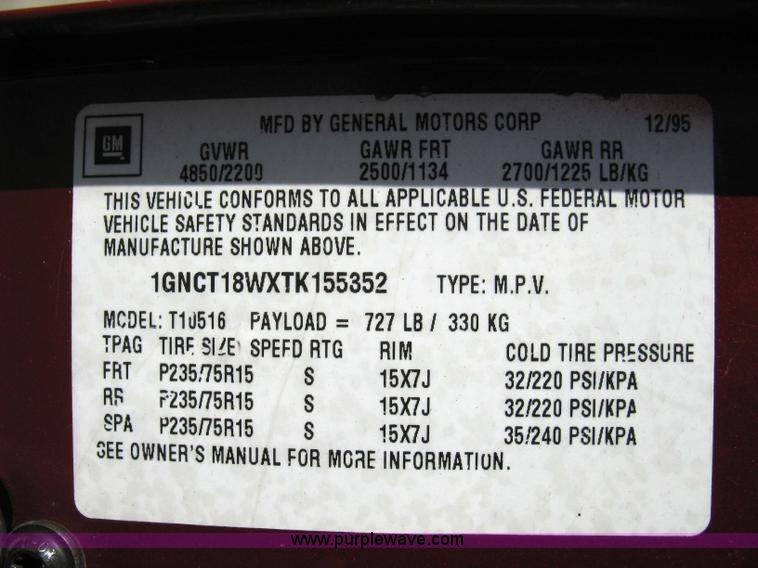 GM
MFD BY GENERAL MOTORS CORP 12/95
GVWR GAWR FRT GAWR RR
4850/2200 2500/1134 2700/1225 LB/KG
THIS VEHICLE CONFORMS TO ALL APPLICABLE U.S. FEDERAL MOTOR
VEHICLE SAFETY STANDARDS IN EFFECT ON THE DATE OF
MANUFACTURE SHOWN ABOVE.
1GNCT18WXTK155352 TYPE: M.P.V.
MODEL: T10516 PAYLOAD = 727 LB / 330 KG
TPAG TIRE SIZE SPEED RTG RIM COLD TIRE PRESSURE
FRT P235/75R15 S 15X7J 32/220 PSI/KPA
RR P235/75R15 S 15X7J 32/220 PSI/KPA
SPA P235/75R15 S 15X7J 35/240 PSI/KPA
SEE OWNER'S MANUAL FOR MORE INFORMATION.
www.purplewave.com